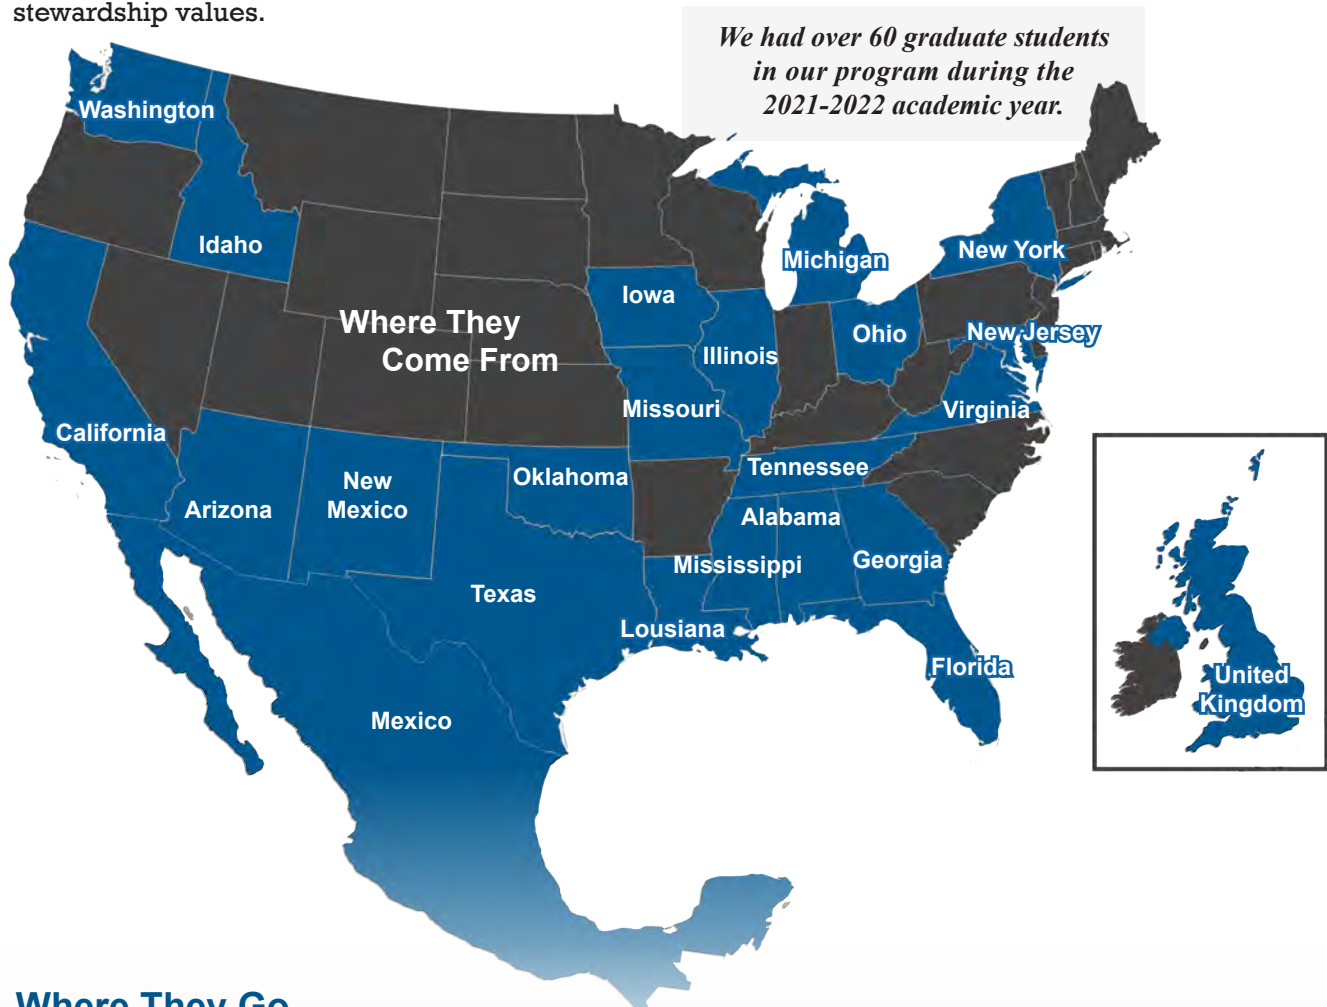 stewardship values.
We had over 60 graduate students
in our program during the
2021-2022 academic year.
Washington
Idaho
Michigan
New York
Iowa
Where They
Come From
Ohio
New Jersey
Illinois
Missouri
Virginia
California
Tennessee
Oklahoma
New
Mexico
Arizona
Alabama
Georgia
Mississippi
Texas
Lousiana
Florida
United
Kingdom
Mexico
Where They Go